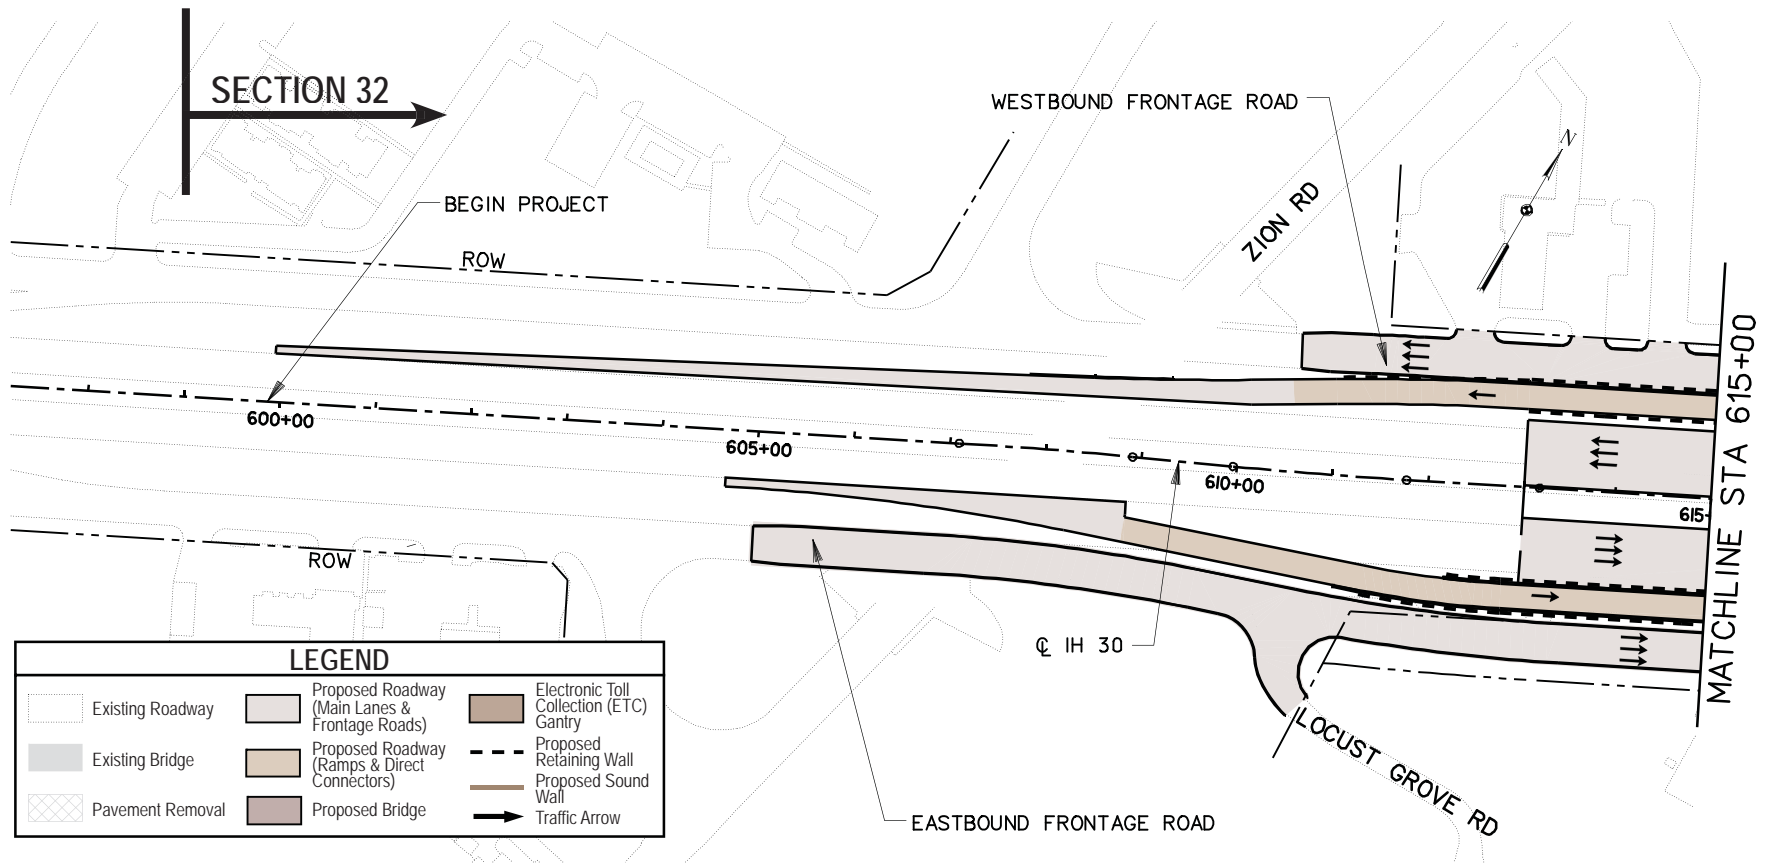 SECTION 32
WESTBOUND FRONTAGE ROAD
N
BEGIN PROJECT
ZION RD
ROW
600+00
605+00
610+00
615-
MATCHLINE STA 615+00
ROW
℄ IH 30
LOCUST GROVE RD
EASTBOUND FRONTAGE ROAD
LEGEND
Existing Roadway
Existing Bridge
Pavement Removal
Proposed Roadway
(Main Lanes &
Frontage Roads)
Proposed Roadway
(Ramps & Direct
Connectors)
Proposed Bridge
Electronic Toll
Collection (ETC)
Gantry
Proposed
Retaining Wall
Proposed Sound
Wall
Traffic Arrow